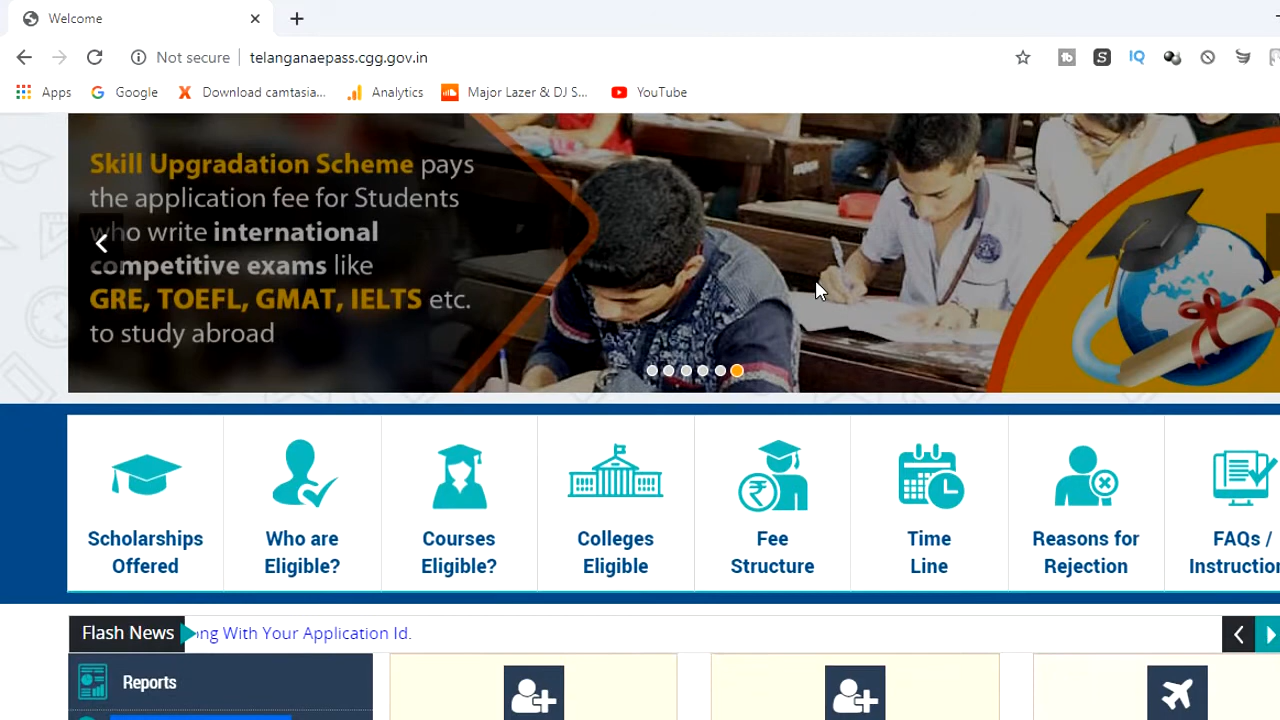 Welcome
Not secure
telanganaepass.cgg.gov.in
Apps
Google
Download camtasia...
Analytics
Major Lazer & DJ S...
YouTube
Skill Upgradation Scheme pays
the application fee for Students
who write international
competitive exams like
GRE, TOEFL, GMAT, IELTS etc.
to study abroad
Scholarships
Offered
Who are
Eligible?
Courses
Eligible?
Colleges
Eligible
Fee
Structure
Time
Line
Reasons for
Rejection
FAQs /
Instruction
Flash News
ong With Your Application Id.
Reports